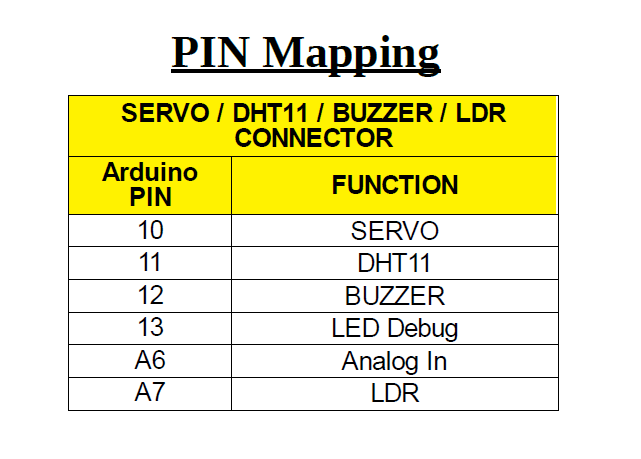 PIN Mapping
SERVO / DHT11 / BUZZER / LDR
CONNECTOR
Arduino
PIN
FUNCTION
10 SERVO
11 DHT11
12 BUZZER
13 LED Debug
A6 Analog In
A7 LDR